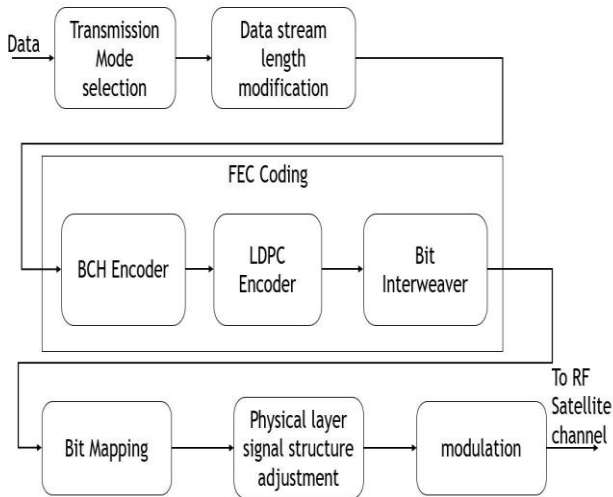 Data
Transmission
Mode
selection
Data stream
length
modification
FEC Coding
BCH Encoder
LDPC
Encoder
Bit
Interweaver
To RF
Satellite
channel
Bit Mapping
Physical layer
signal structure
adjustment
modulation